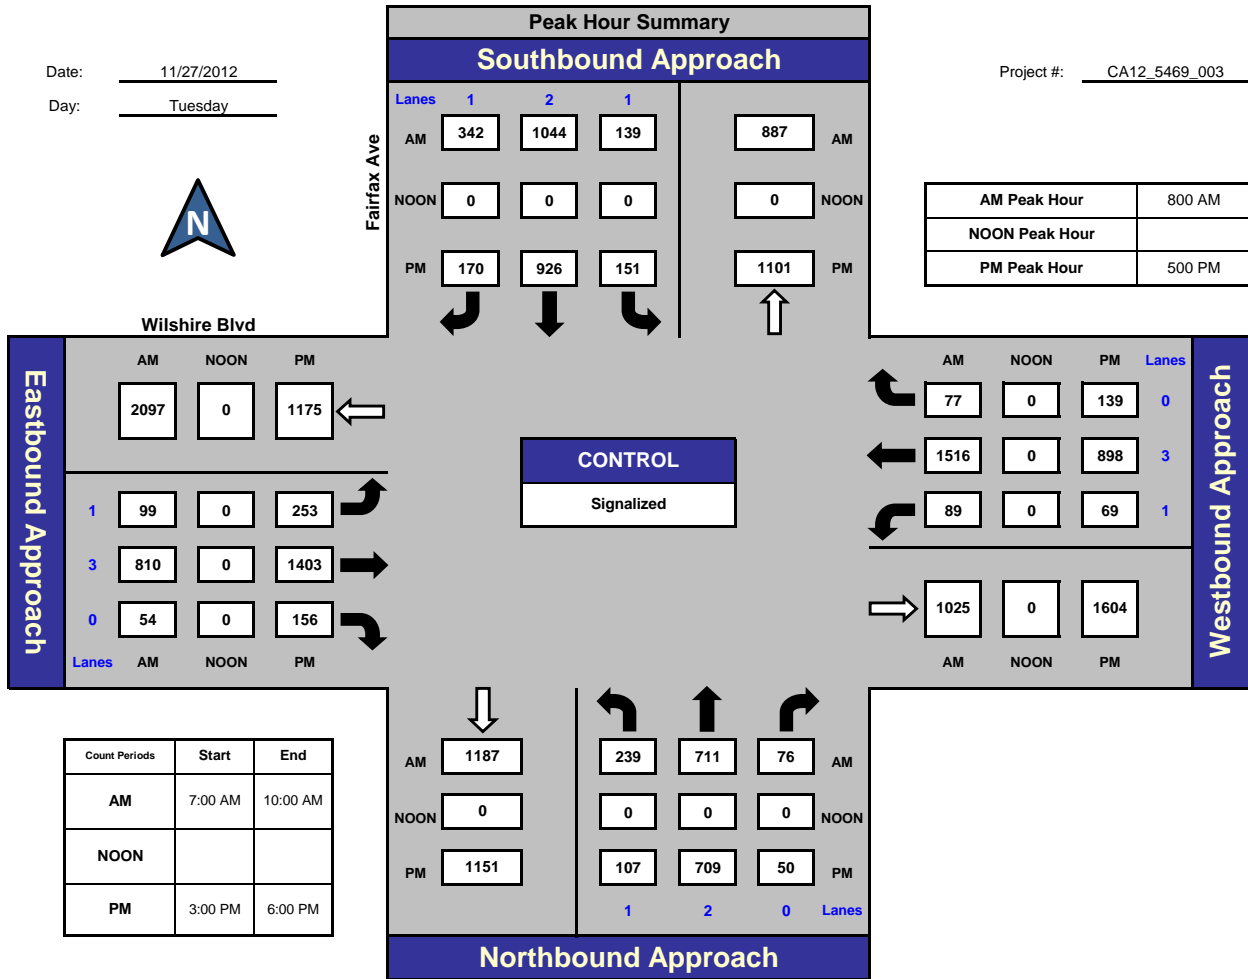 Peak Hour Summary
Southbound Approach
Date: 11/27/2012
Day: Tuesday
Project #: CA12_5469_003
N
Fairfax Ave
Lanes 1 2 1
AM 342 1044 139 887 AM
NOON 0 0 0 0 NOON
PM 170 926 151 1101 PM
AM Peak Hour 800 AM
NOON Peak Hour
PM Peak Hour 500 PM
Wilshire Blvd
Eastbound Approach
AM NOON PM
2097 0 1175
1 99 0 253
3 810 0 1403
0 54 0 156
Lanes AM NOON PM
CONTROL
Signalized
AM NOON PM Lanes
77 0 139 0
1516 0 898 3
89 0 69 1
1025 0 1604
AM NOON PM
Westbound Approach
Count Periods Start End
AM 7:00 AM 10:00 AM
NOON
PM 3:00 PM 6:00 PM
AM 1187 239 711 76 AM
NOON 0 0 0 0 NOON
PM 1151 107 709 50 PM
1 2 0 Lanes
Northbound Approach